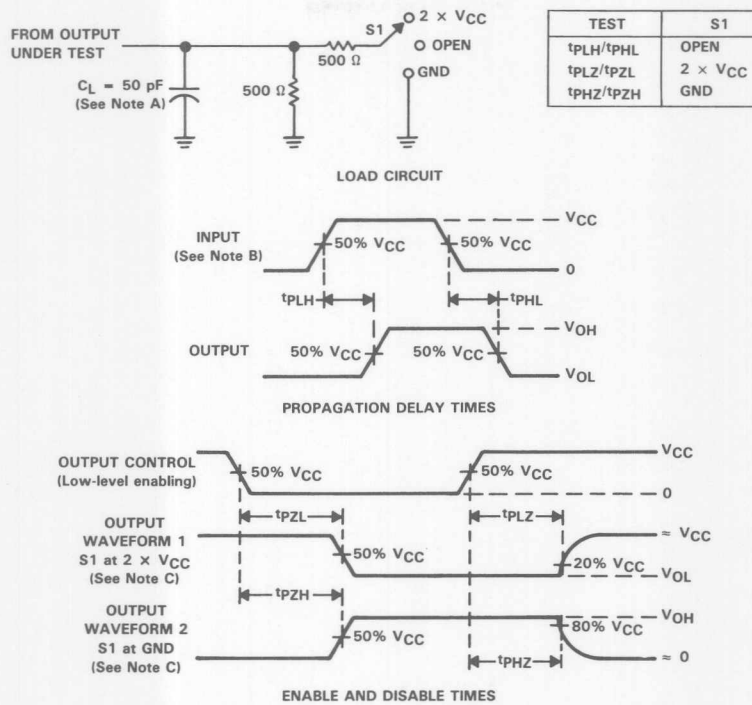 FROM OUTPUT
UNDER TEST
CL = 50 pF
(See Note A)
500 Ω
500 Ω
S1
2 × VCC
OPEN
GND
TEST S1
tPLH/tPHL OPEN
tPLZ/tPZL 2 × VCC
tPHZ/tPZH GND
LOAD CIRCUIT
INPUT
(See Note B)
50% VCC
50% VCC
VCC
0
tPLH
tPHL
OUTPUT
50% VCC
50% VCC
VOH
VOL
PROPAGATION DELAY TIMES
OUTPUT CONTROL
(Low-level enabling)
50% VCC
50% VCC
VCC
0
tPZL
tPLZ
OUTPUT
WAVEFORM 1
S1 at 2 × VCC
(See Note C)
50% VCC
≈ VCC
20% VCC
VOL
tPZH
OUTPUT
WAVEFORM 2
S1 at GND
(See Note C)
50% VCC
VOH
80% VCC
≈ 0
tPHZ
ENABLE AND DISABLE TIMES